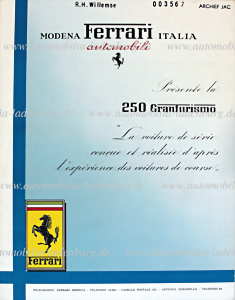 R.H. Willemse 003567 ARCHIEF JAC
MODENA Ferrari ITALIA
automobili
Présente la
250 Granturismo
"La voiture de série
conçue et réalisée d'après
l'expérience des voitures de course"
Ferrari